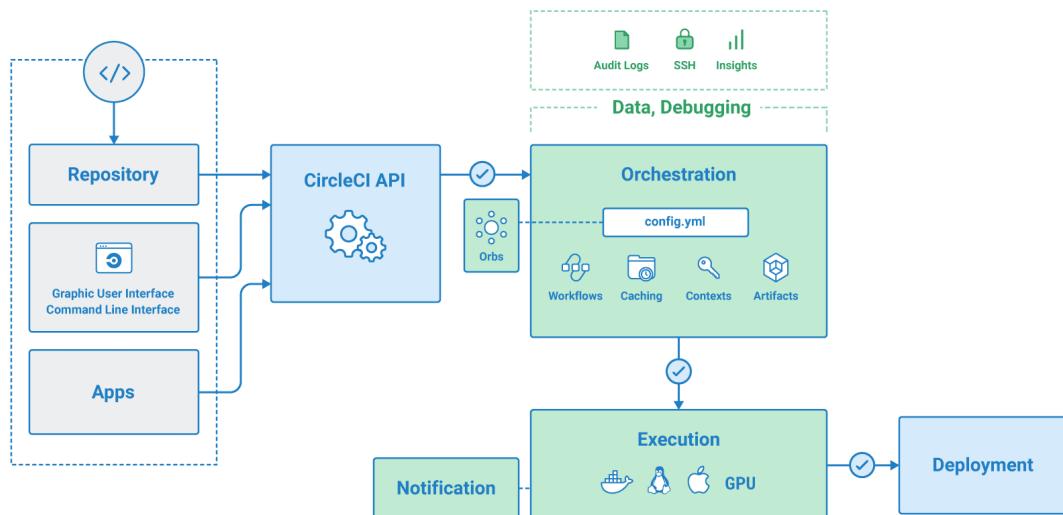 </>
Audit Logs
SSH
Insights
Data, Debugging
Repository
CircleCI API
Orchestration
config.yml
Orbs
Graphic User Interface
Command Line Interface
Workflows
Caching
Contexts
Artifacts
Apps
Execution
GPU
Notification
Deployment